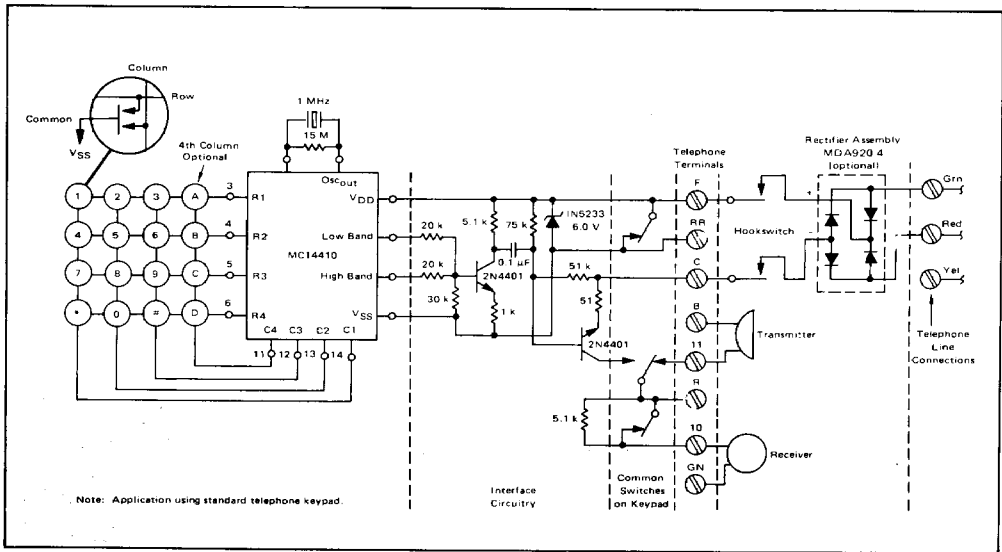 Column
Row
Common
VSS
4th Column
Optional
1 MHz
15 M
Oscout
VDD
MC14410
Low Band
High Band
VSS
1 2 3 A
4 5 6 B
7 8 9 C
* 0 # D
3 R1
4 R2
5 R3
6 R4
C4 C3 C2 C1
11 12 13 14
20 k
20 k
30 k
5.1 k
75 k
0.1 µF
2N4401
1 k
IN5233
6.0 V
51 k
51
2N4401
5.1 k
Telephone
Terminals
F
RR
C
B
11
R
10
GN
Hookswitch
Rectifier Assembly
MDA920 4
(optional)
Grn
Red
Yel
Transmitter
Receiver
Telephone
Line
Connections
Interface
Circuitry
Common
Switches
on Keypad
Note: Application using standard telephone keypad.